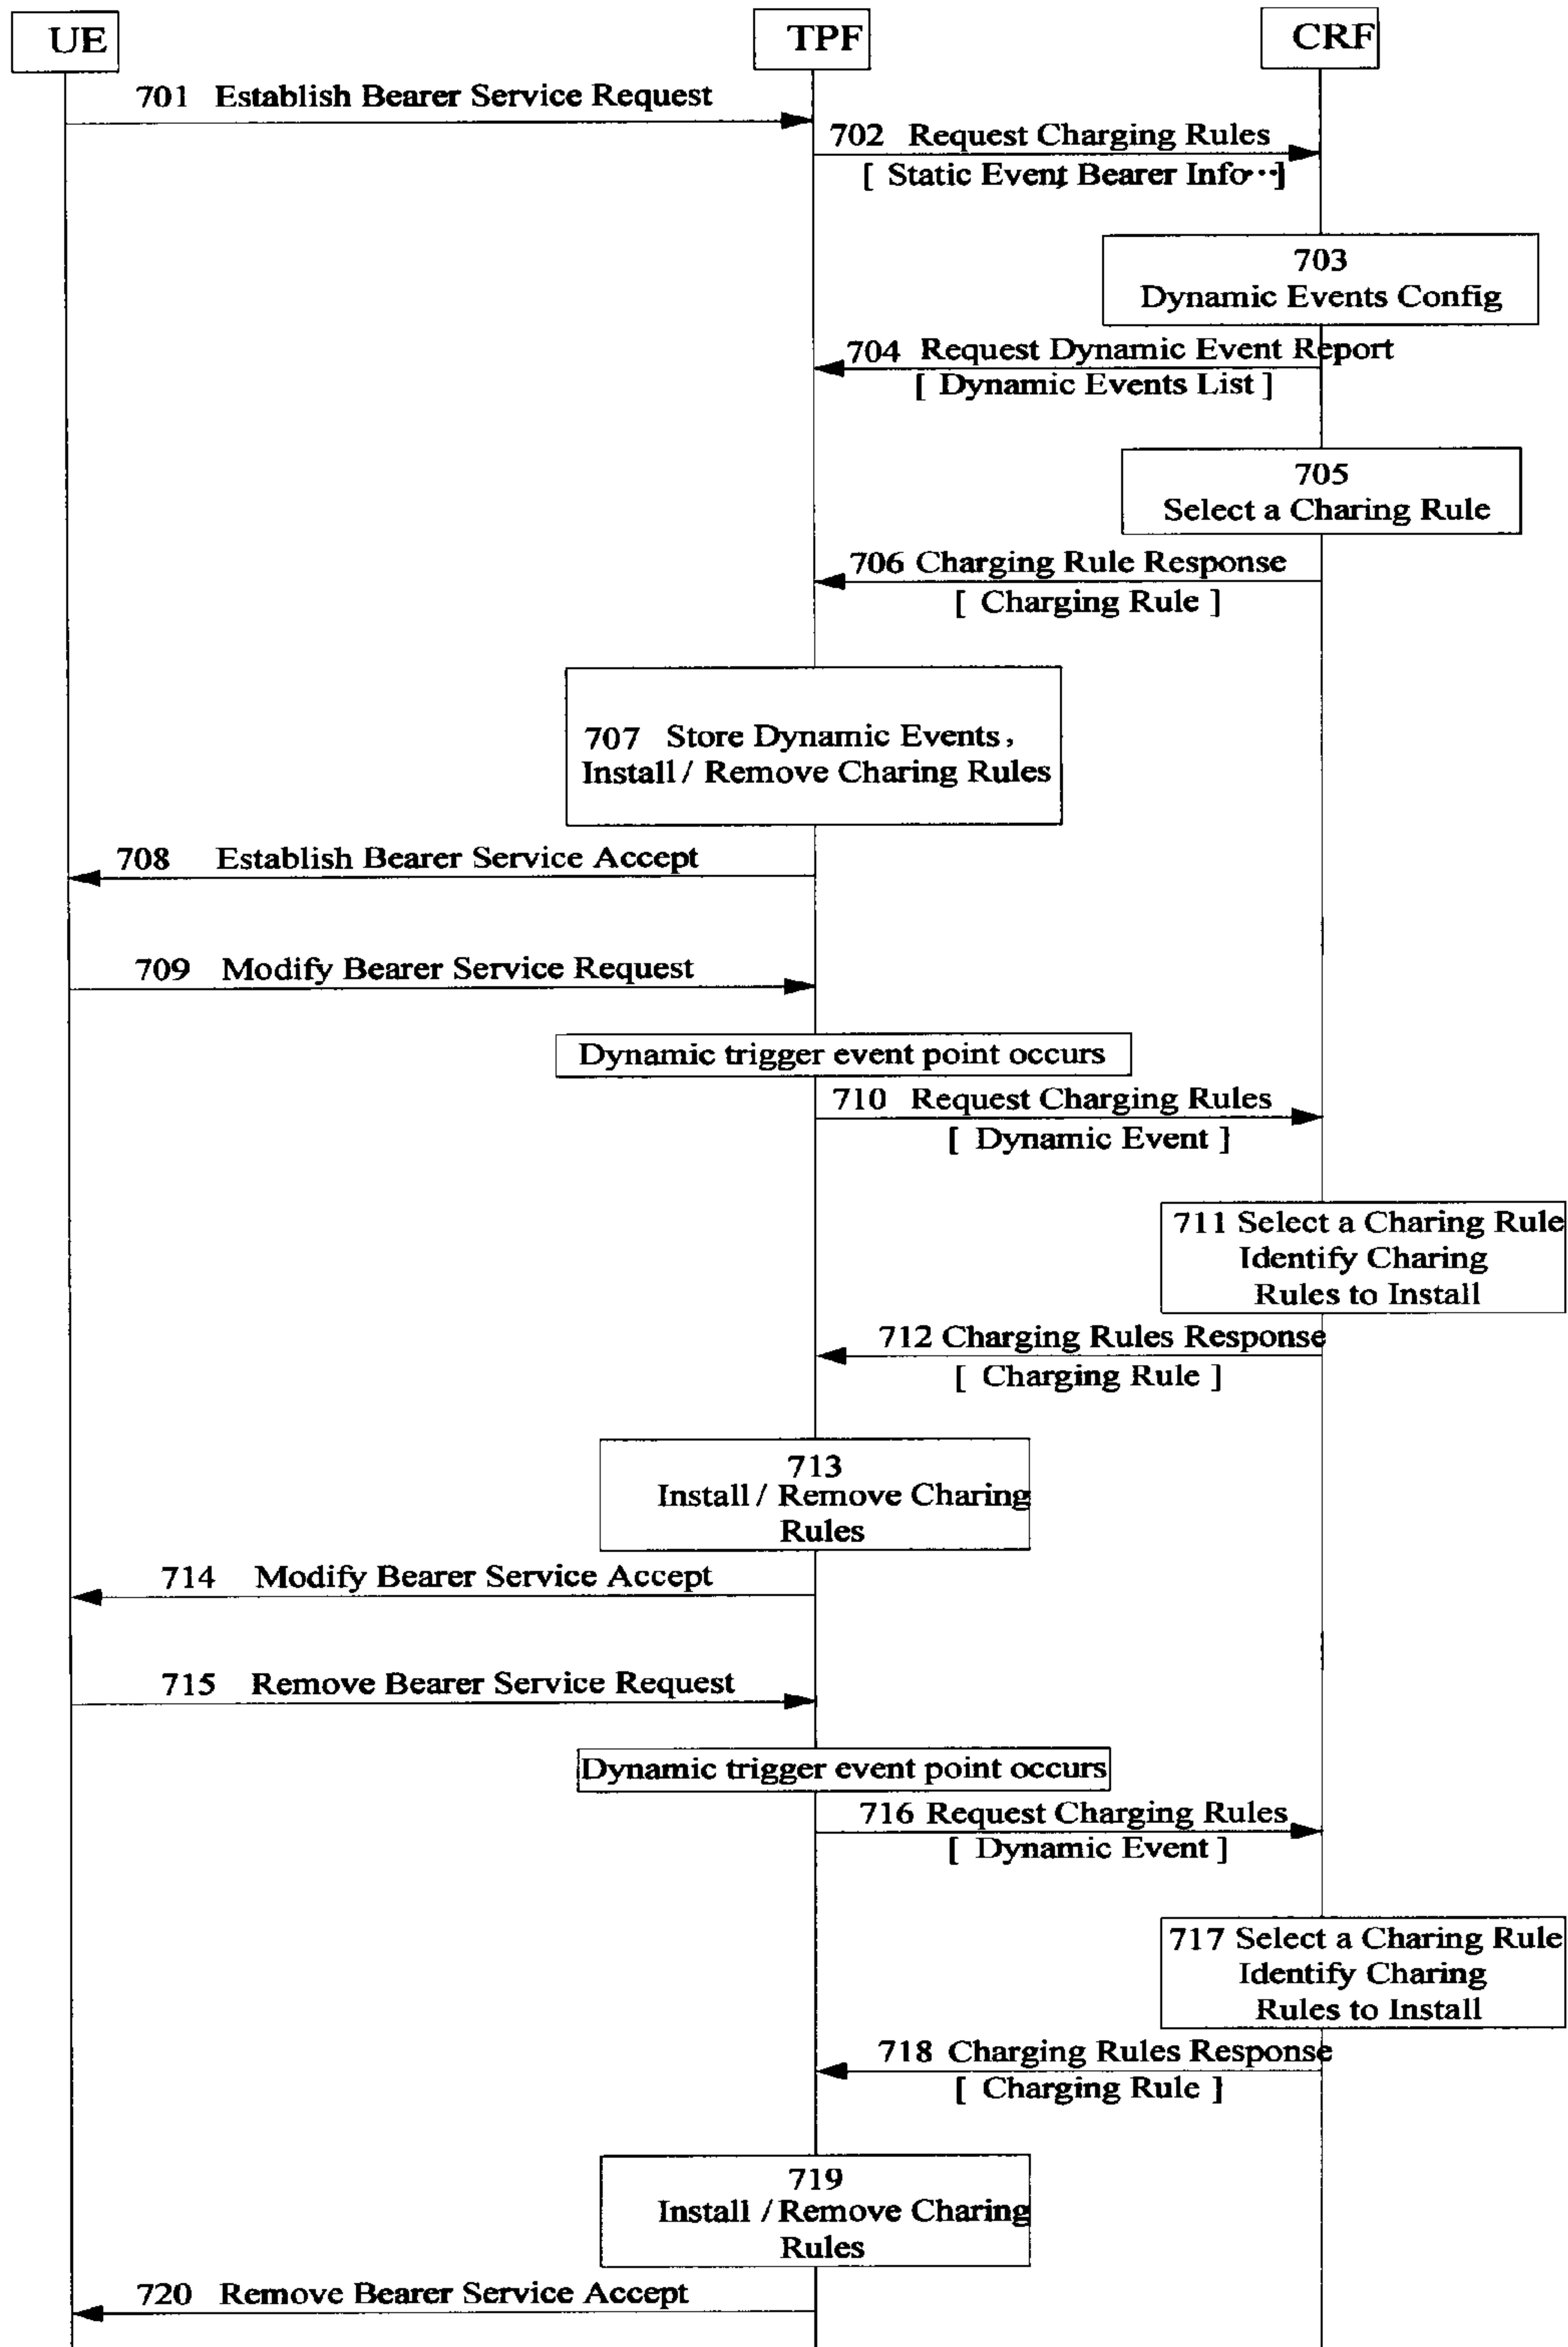 UE TPF CRF
701 Establish Bearer Service Request
702 Request Charging Rules
[ Static Event, Bearer Info··· ]
703
Dynamic Events Config
704 Request Dynamic Event Report
[ Dynamic Events List ]
705
Select a Charing Rule
706 Charging Rule Response
[ Charging Rule ]
707 Store Dynamic Events,
Install / Remove Charing Rules
708 Establish Bearer Service Accept
709 Modify Bearer Service Request
Dynamic trigger event point occurs
710 Request Charging Rules
[ Dynamic Event ]
711 Select a Charing Rule
Identify Charing
Rules to Install
712 Charging Rules Response
[ Charging Rule ]
713
Install / Remove Charing
Rules
714 Modify Bearer Service Accept
715 Remove Bearer Service Request
Dynamic trigger event point occurs
716 Request Charging Rules
[ Dynamic Event ]
717 Select a Charing Rule
Identify Charing
Rules to Install
718 Charging Rules Response
[ Charging Rule ]
719
Install / Remove Charing
Rules
720 Remove Bearer Service Accept